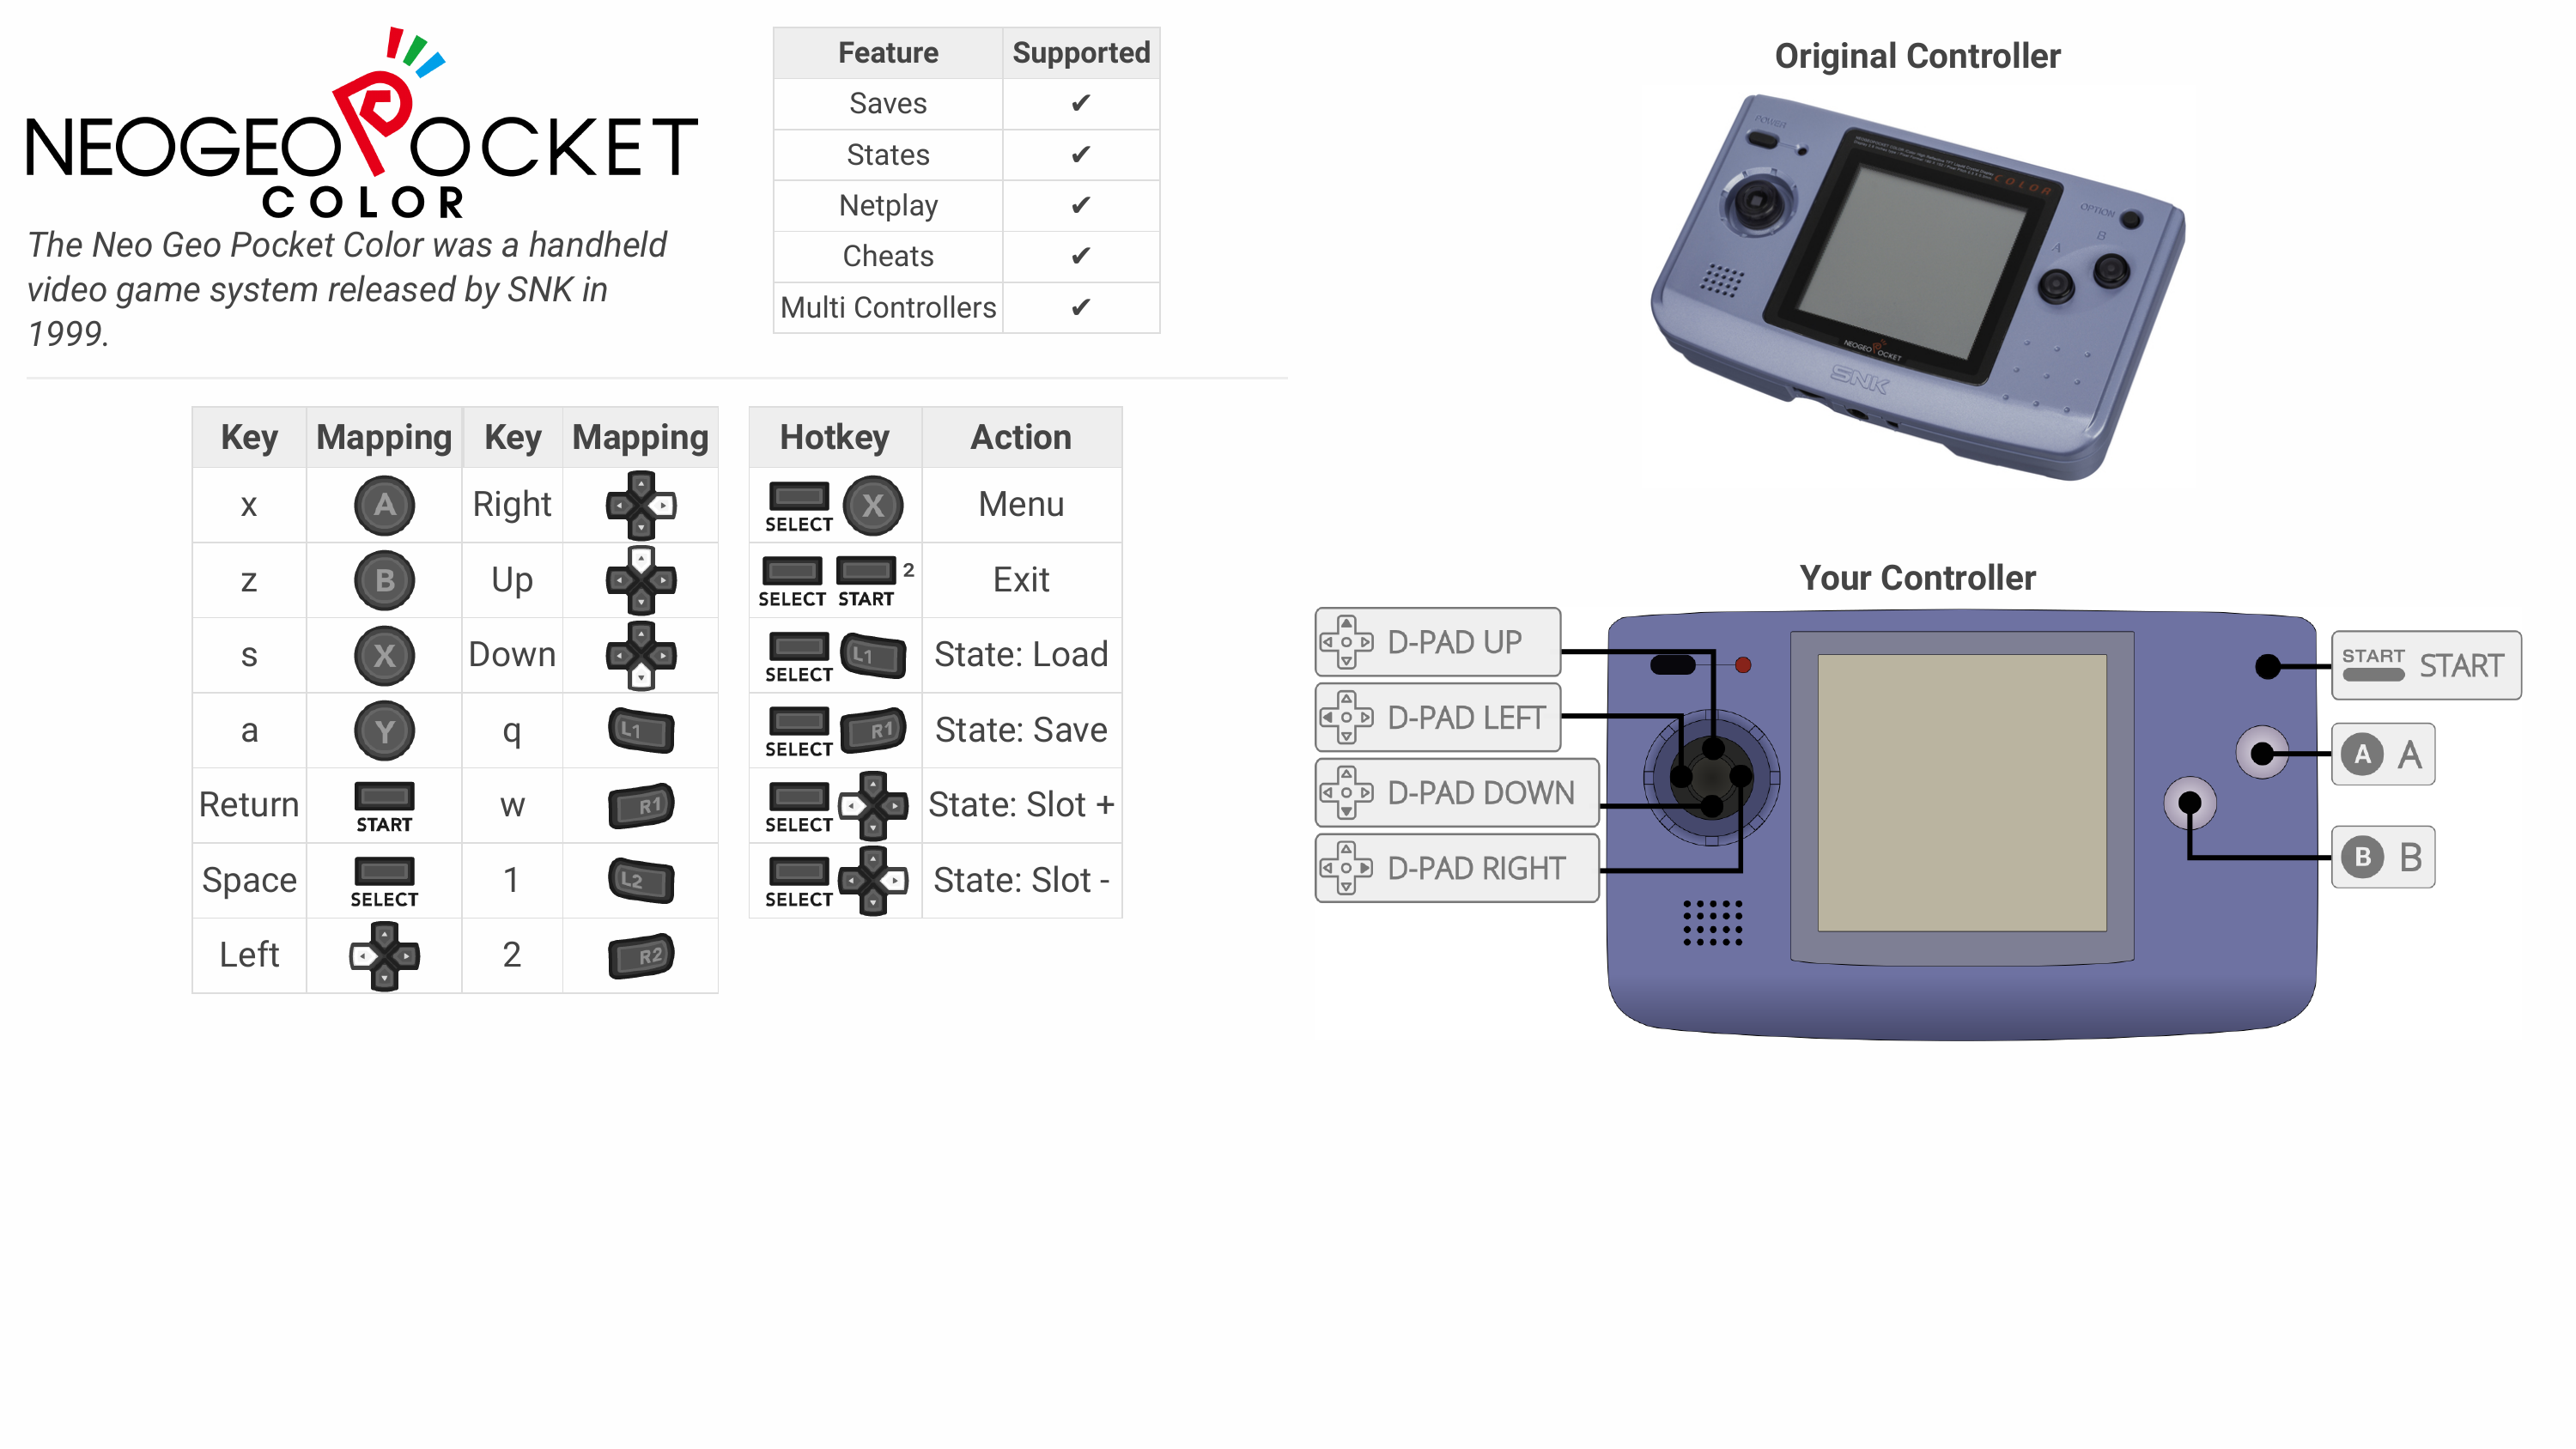 NEOGEO POCKET
COLOR
The Neo Geo Pocket Color was a handheld
video game system released by SNK in
1999.
Feature Supported
Saves ✔
States ✔
Netplay ✔
Cheats ✔
Multi Controllers ✔
Key Mapping Key Mapping
x A Right
z B Up
s X Down
a Y q L1
Return START w R1
Space SELECT 1 L2
Left 2 R2
Hotkey Action
SELECT X Menu
SELECT START 2 Exit
SELECT L1 State: Load
SELECT R1 State: Save
SELECT State: Slot +
SELECT State: Slot -
Original Controller
POWER
COLOR
OPTION
A
B
NEOGEO POCKET
SNK
Your Controller
D-PAD UP
D-PAD LEFT
D-PAD DOWN
D-PAD RIGHT
START START
A A
B B